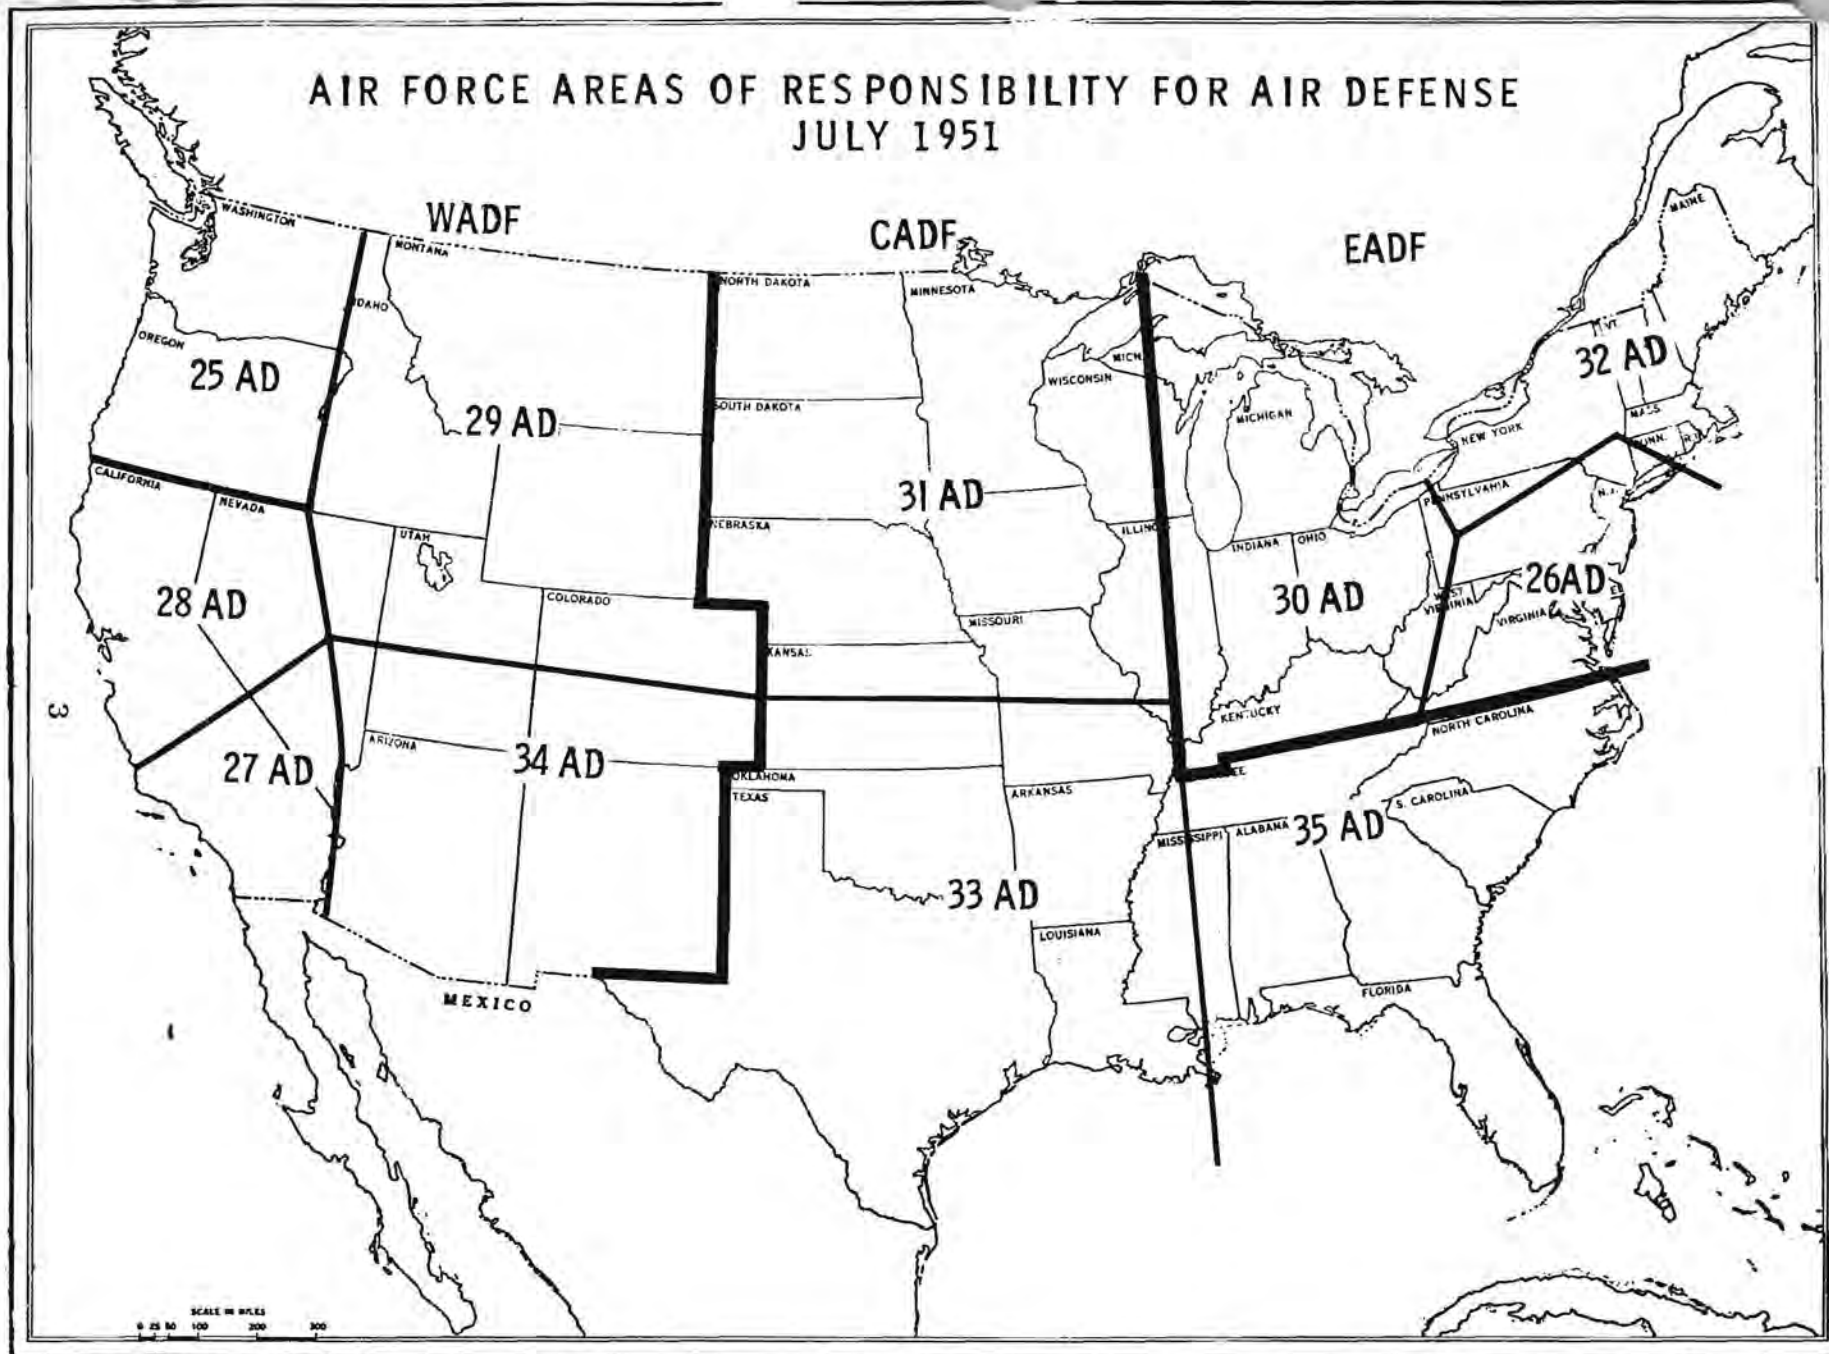 AIR FORCE AREAS OF RESPONSIBILITY FOR AIR DEFENSE
JULY 1951
WADF
CADF
EADF
WASHINGTON
MONTANA
IDAHO
NORTH DAKOTA
MINNESOTA
MAINE
OREGON
25 AD
29 AD
SOUTH DAKOTA
WISCONSIN
MICH.
MICHIGAN
VT.
32 AD
MASS.
NEW YORK
CALIFORNIA
NEVADA
UTAH
31 AD
NEBRASKA
ILLINOIS
INDIANA
OHIO
PENNSYLVANIA
N.J.
28 AD
COLORADO
MISSOURI
30 AD
WEST
VIRGINIA
26AD
VIRGINIA
KANSAS
KENTUCKY
NORTH CAROLINA
3
27 AD
ARIZONA
34 AD
OKLAHOMA
TEXAS
ARKANSAS
S. CAROLINA
MISSISSIPPI
ALABAMA
35 AD
33 AD
LOUISIANA
FLORIDA
MEXICO
SCALE IN MILES
0 25 50 100 200 300